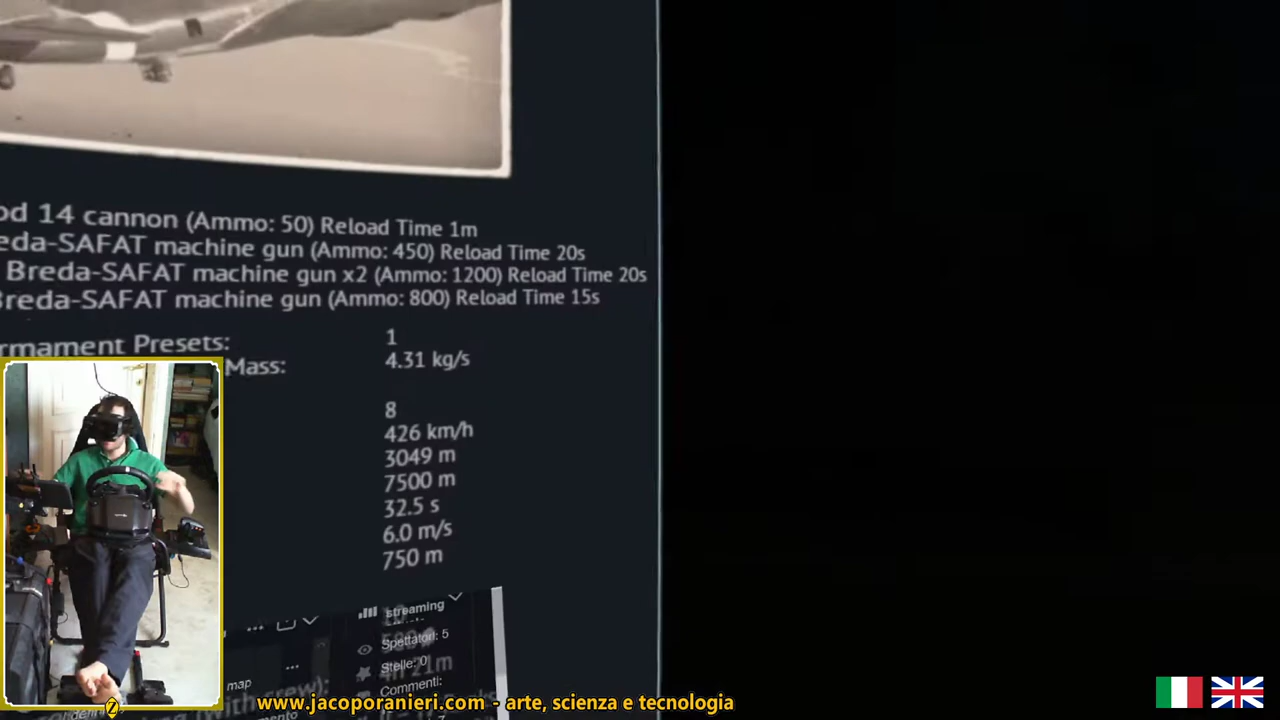 od 14 cannon (Ammo: 50) Reload Time 1m
eda-SAFAT machine gun (Ammo: 450) Reload Time 20s
Breda-SAFAT machine gun x2 (Ammo: 1200) Reload Time 20s
Breda-SAFAT machine gun (Ammo: 800) Reload Time 15s
rmament Presets: 1
Mass: 4.31 kg/s
8
426 km/h
3049 m
7500 m
32.5 s
6.0 m/s
750 m
streaming
Spettatori: 5
Stelle: 0
map
Commenti:
www.jacoporanieri.com - arte, scienza e tecnologia